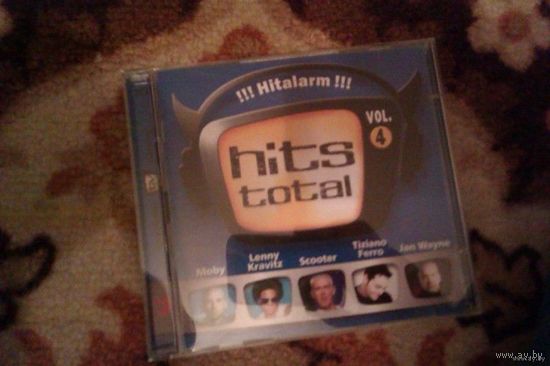 !!! Hitalarm !!!
VOL.
4
hits
total
Moby
Lenny
Kravitz
Scooter
Tiziano
Ferro
Jan Wayne
www.ay.by